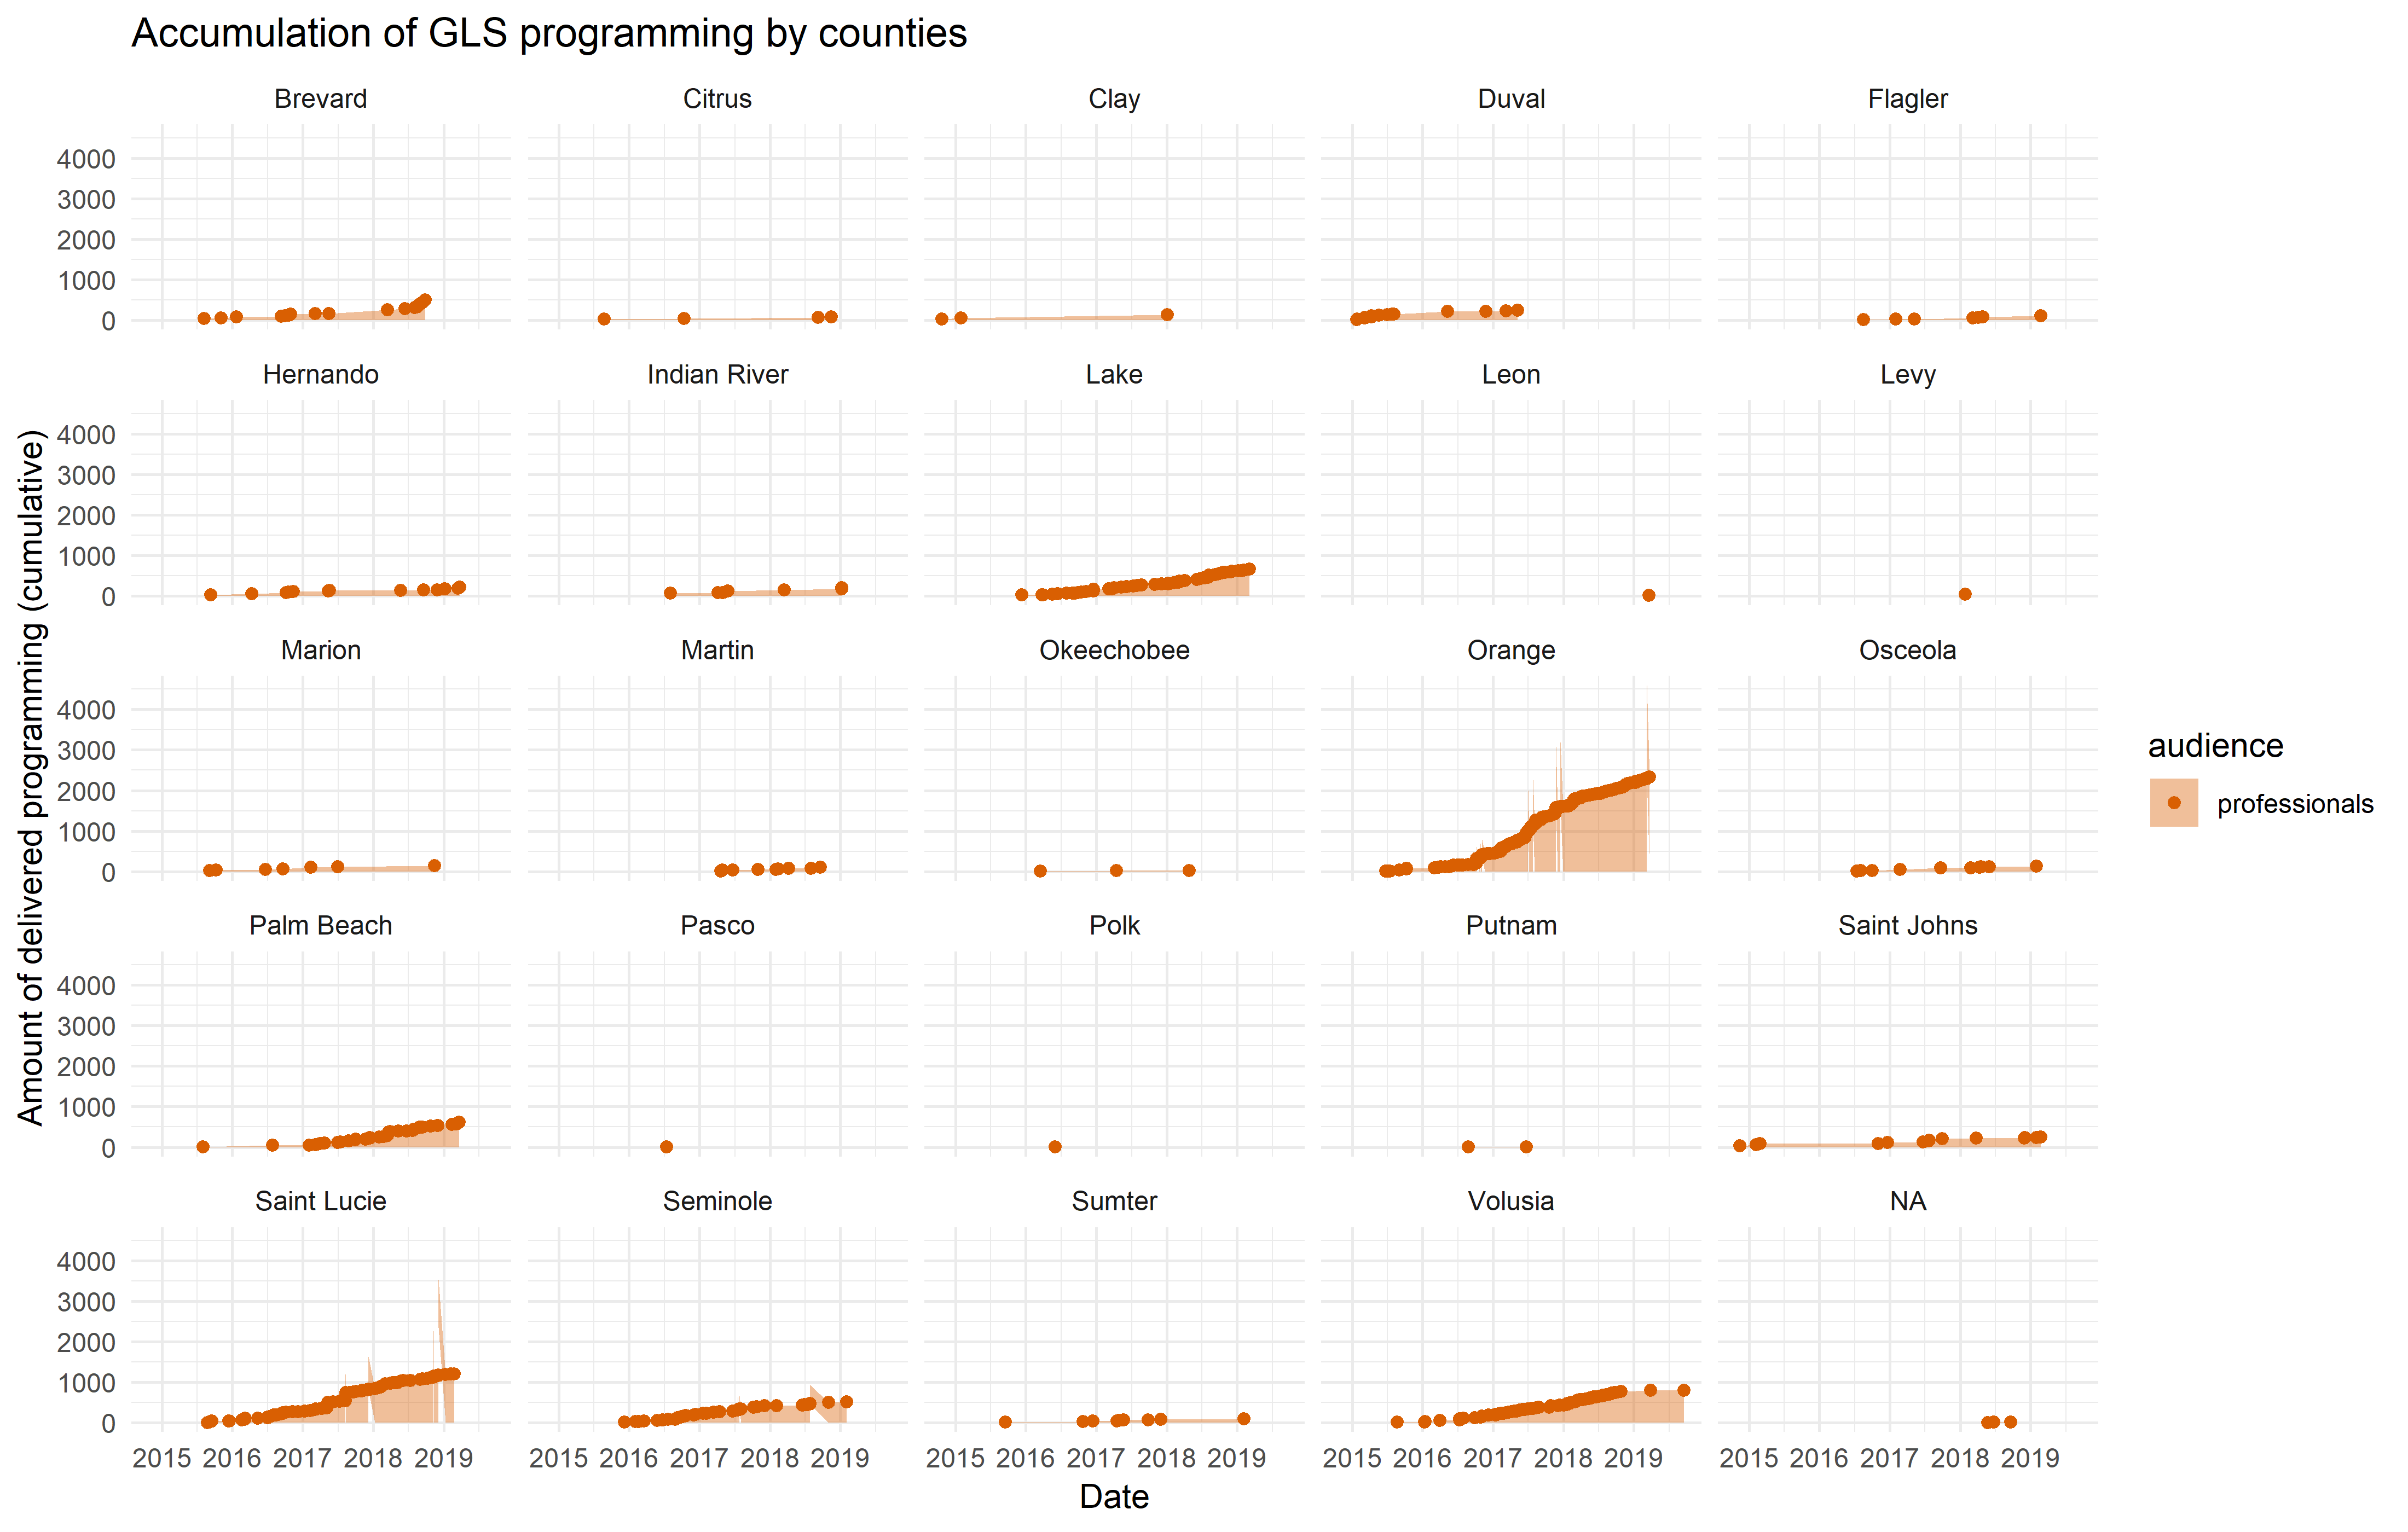 Accumulation of GLS programming by counties
Brevard
Citrus
Clay
Duval
Flagler
4000
3000
2000
1000
0
Hernando
Indian River
Lake
Leon
Levy
4000
3000
2000
1000
0
Marion
Martin
Okeechobee
Orange
Osceola
4000
3000
2000
1000
0
Palm Beach
Pasco
Polk
Putnam
Saint Johns
4000
3000
2000
1000
0
Saint Lucie
Seminole
Sumter
Volusia
NA
4000
3000
2000
1000
0
2015 2016 2017 2018 2019
2015 2016 2017 2018 2019
2015 2016 2017 2018 2019
2015 2016 2017 2018 2019
2015 2016 2017 2018 2019
Date
Amount of delivered programming (cumulative)
audience
professionals